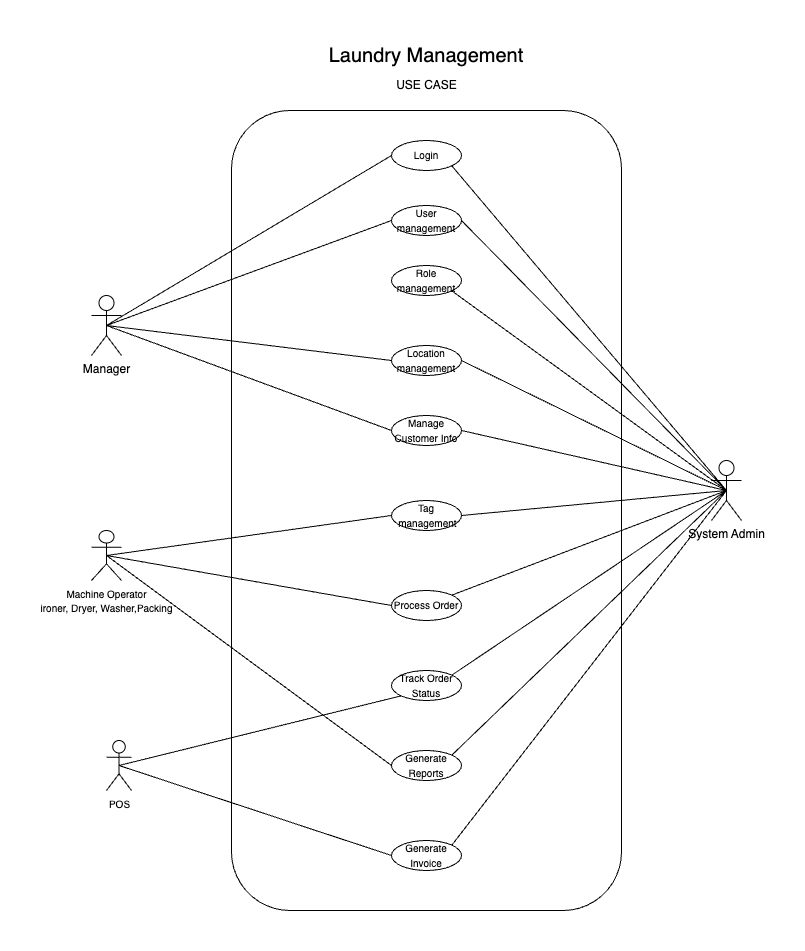 Laundry Management
USE CASE
Login
User
management
Role
management
Location
management
Manager
Manage
Customer Info
Tag
management
System Admin
Machine Operator
ironer, Dryer, Washer,Packing
Process Order
Track Order
Status
Generate
Reports
POS
Generate
Invoice